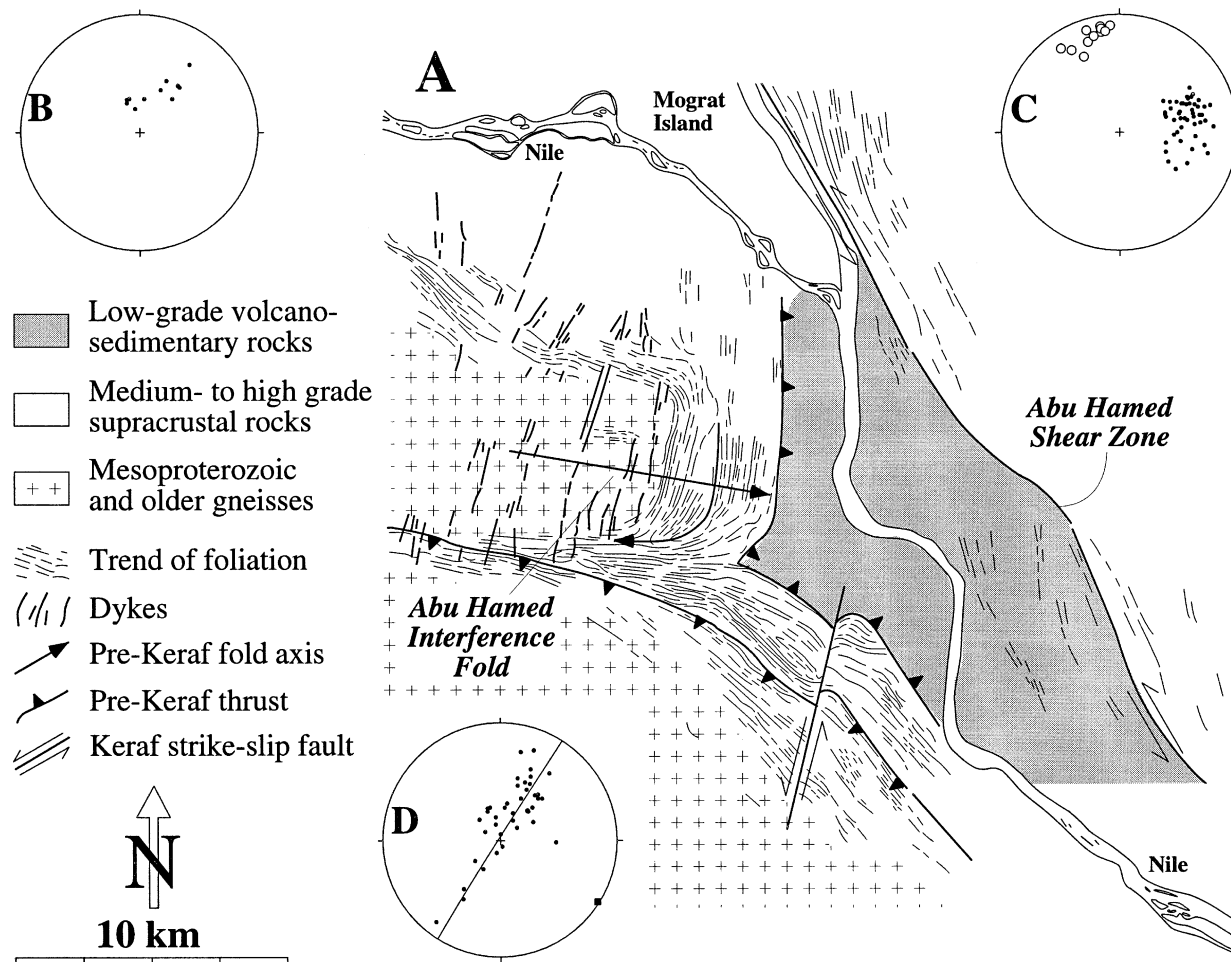 B
A
C
Mograt
Island
Nile
Low-grade volcano-
sedimentary rocks
Medium- to high grade
supracrustal rocks
Mesoproterozoic
and older gneisses
Trend of foliation
Dykes
Pre-Keraf fold axis
Pre-Keraf thrust
Keraf strike-slip fault
Abu Hamed
Shear Zone
Abu Hamed
Interference
Fold
D
N
10 km
Nile